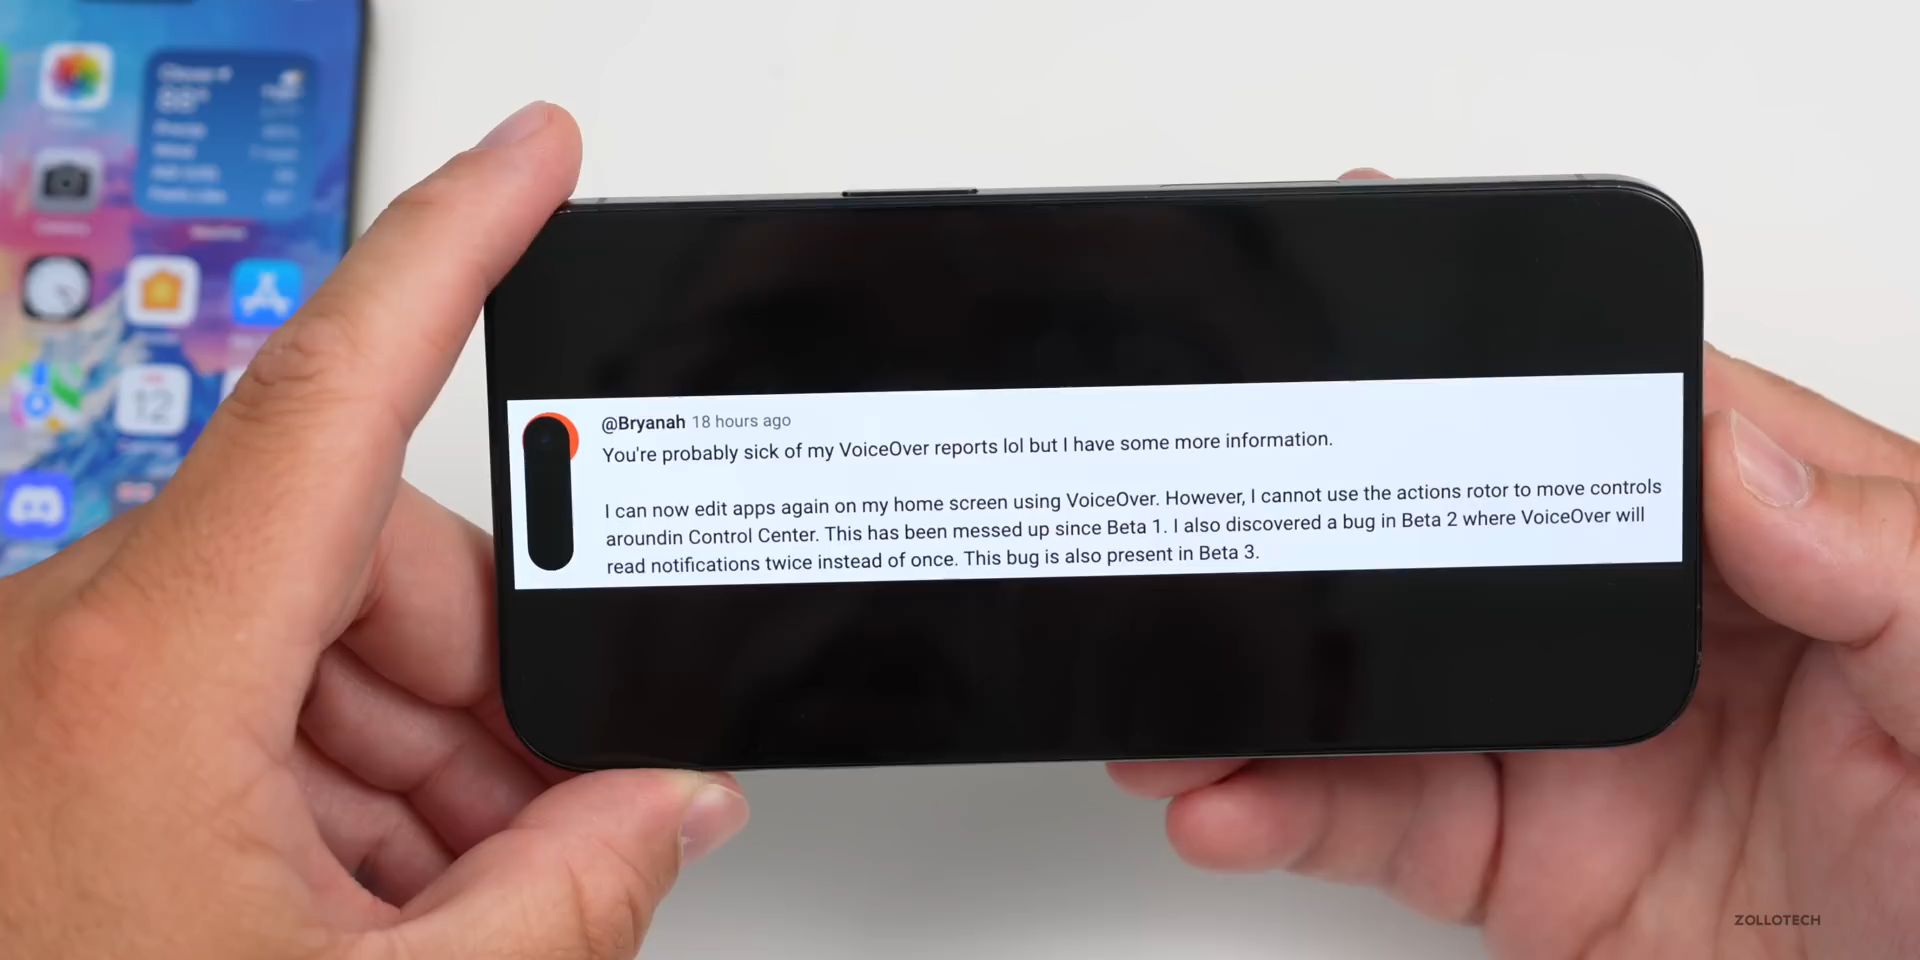 @Bryanah 18 hours ago
You're probably sick of my VoiceOver reports lol but I have some more information.
I can now edit apps again on my home screen using VoiceOver. However, I cannot use the actions rotor to move controls
aroundin Control Center. This has been messed up since Beta 1. I also discovered a bug in Beta 2 where VoiceOver will
read notifications twice instead of once. This bug is also present in Beta 3.
12
ZOLLOTECH